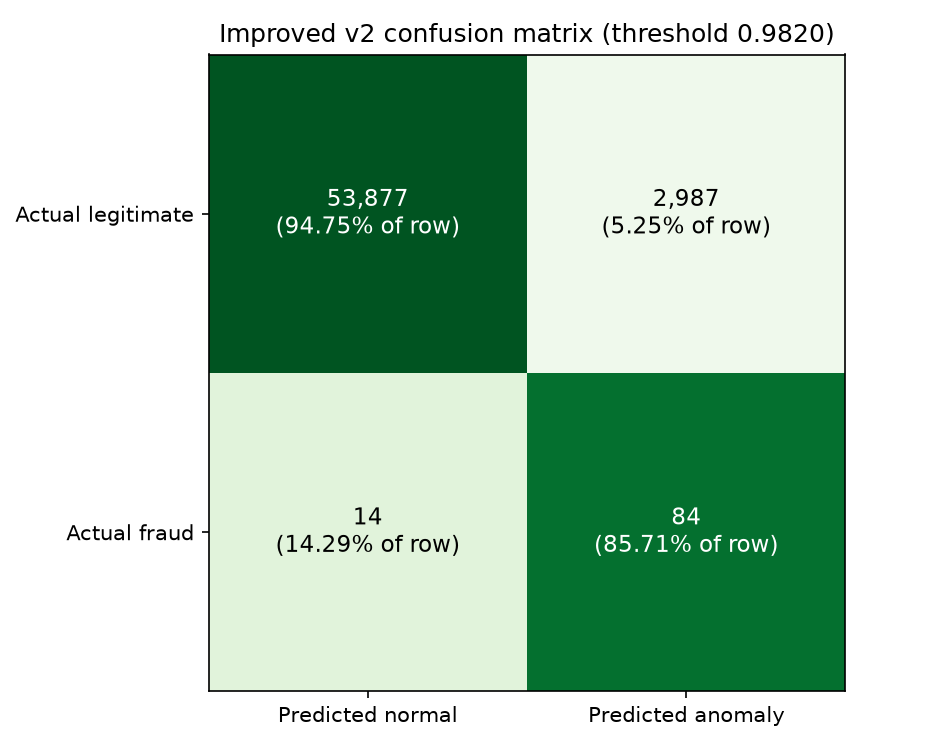 Improved v2 confusion matrix (threshold 0.9820)
Actual legitimate
53,877
(94.75% of row)
2,987
(5.25% of row)
Actual fraud
14
(14.29% of row)
84
(85.71% of row)
Predicted normal
Predicted anomaly